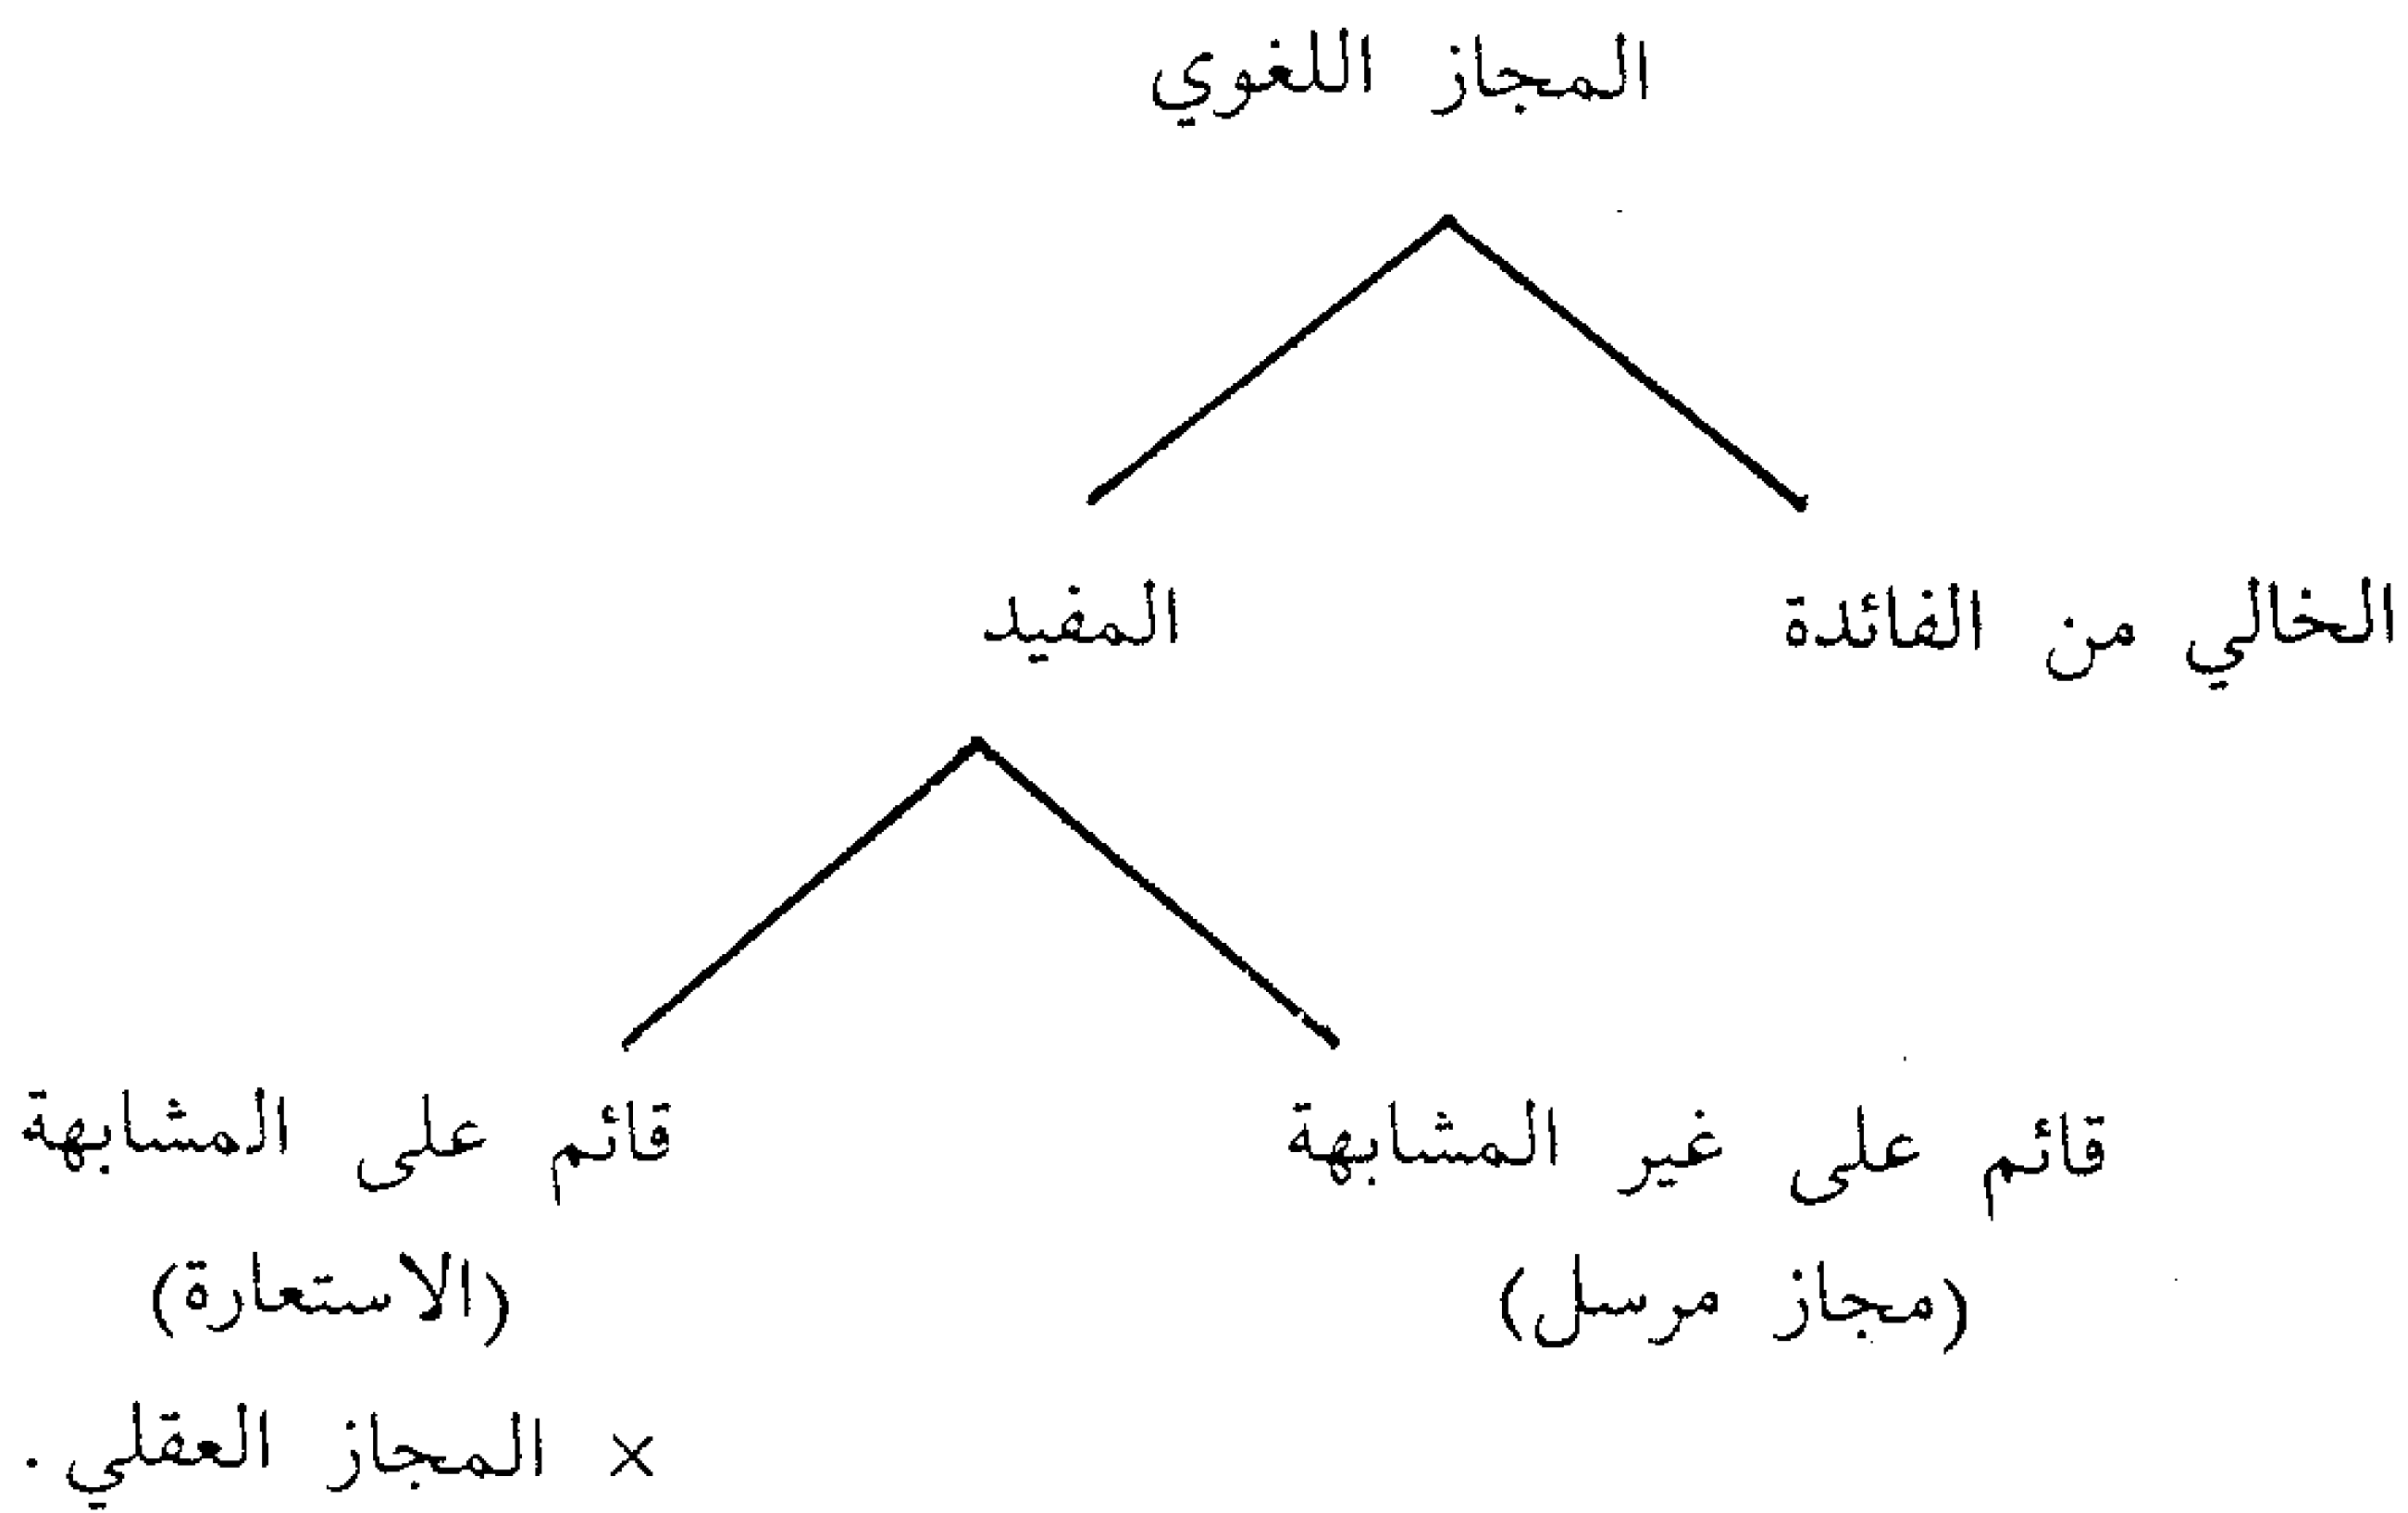 المجاز اللغوي
الخالي من الفائدة
المفيد
قائم على غير المشابهة
(مجاز مرسل)
قائم على المشابهة
(الاستعارة)
× المجاز العقلي.